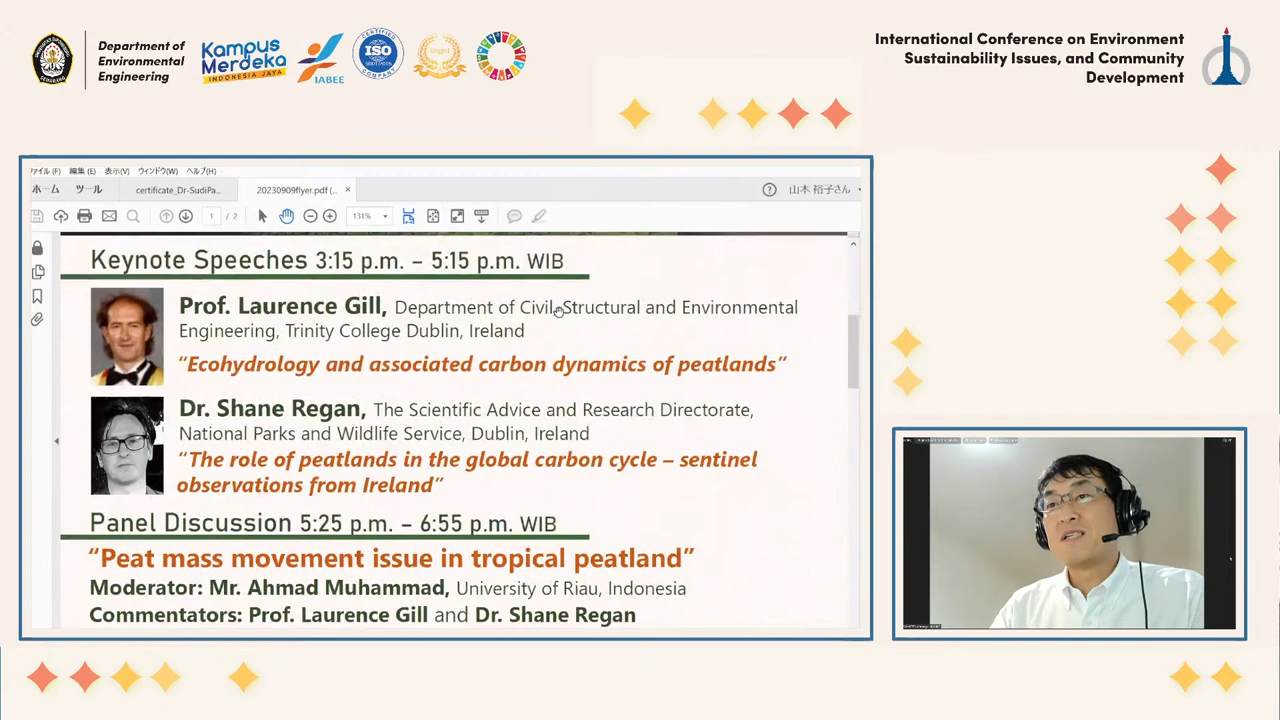 Department of
Environmental
Engineering
Kampus
Merdeka
INDONESIA JAYA
IABEE
CERTIFIED
ISO
COMPANY
International Conference on Environment
Sustainability Issues, and Community
Development
ァイル(F) 編集(E) 表示(V) ウィンドウ(W) ヘルプ(H)
ホーム ツール certificate_Dr-SudiPa... 20230909flyer.pdf (... × ? 山木 裕子さん
1 / 2 131%
Keynote Speeches 3:15 p.m. – 5:15 p.m. WIB
Prof. Laurence Gill, Department of Civil Structural and Environmental
Engineering, Trinity College Dublin, Ireland
“Ecohydrology and associated carbon dynamics of peatlands”
Dr. Shane Regan, The Scientific Advice and Research Directorate,
National Parks and Wildlife Service, Dublin, Ireland
“The role of peatlands in the global carbon cycle – sentinel
observations from Ireland”
Panel Discussion 5:25 p.m. – 6:55 p.m. WIB
“Peat mass movement issue in tropical peatland”
Moderator: Mr. Ahmad Muhammad, University of Riau, Indonesia
Commentators: Prof. Laurence Gill and Dr. Shane Regan